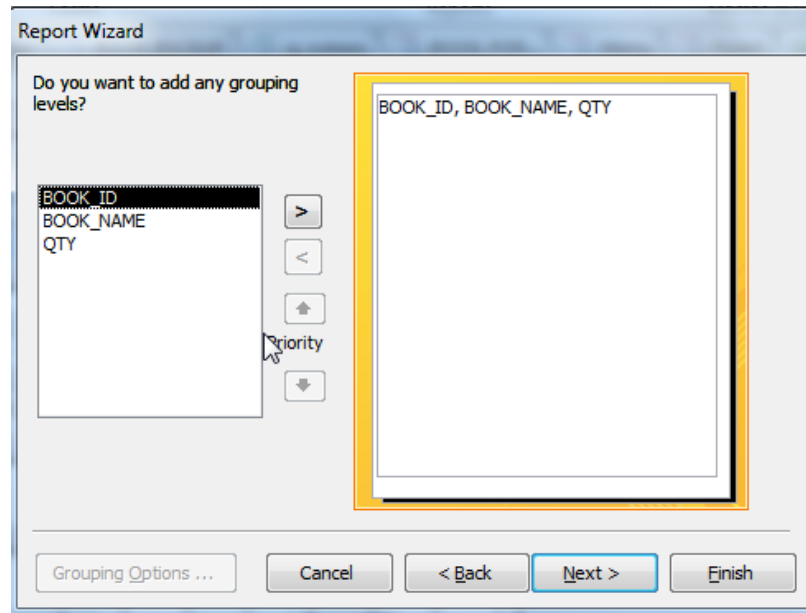 Report Wizard
Do you want to add any grouping
levels?
BOOK_ID, BOOK_NAME, QTY
BOOK_ID
BOOK_NAME
QTY
>
<
Priority
Grouping Options ...
Cancel
< Back
Next >
Finish